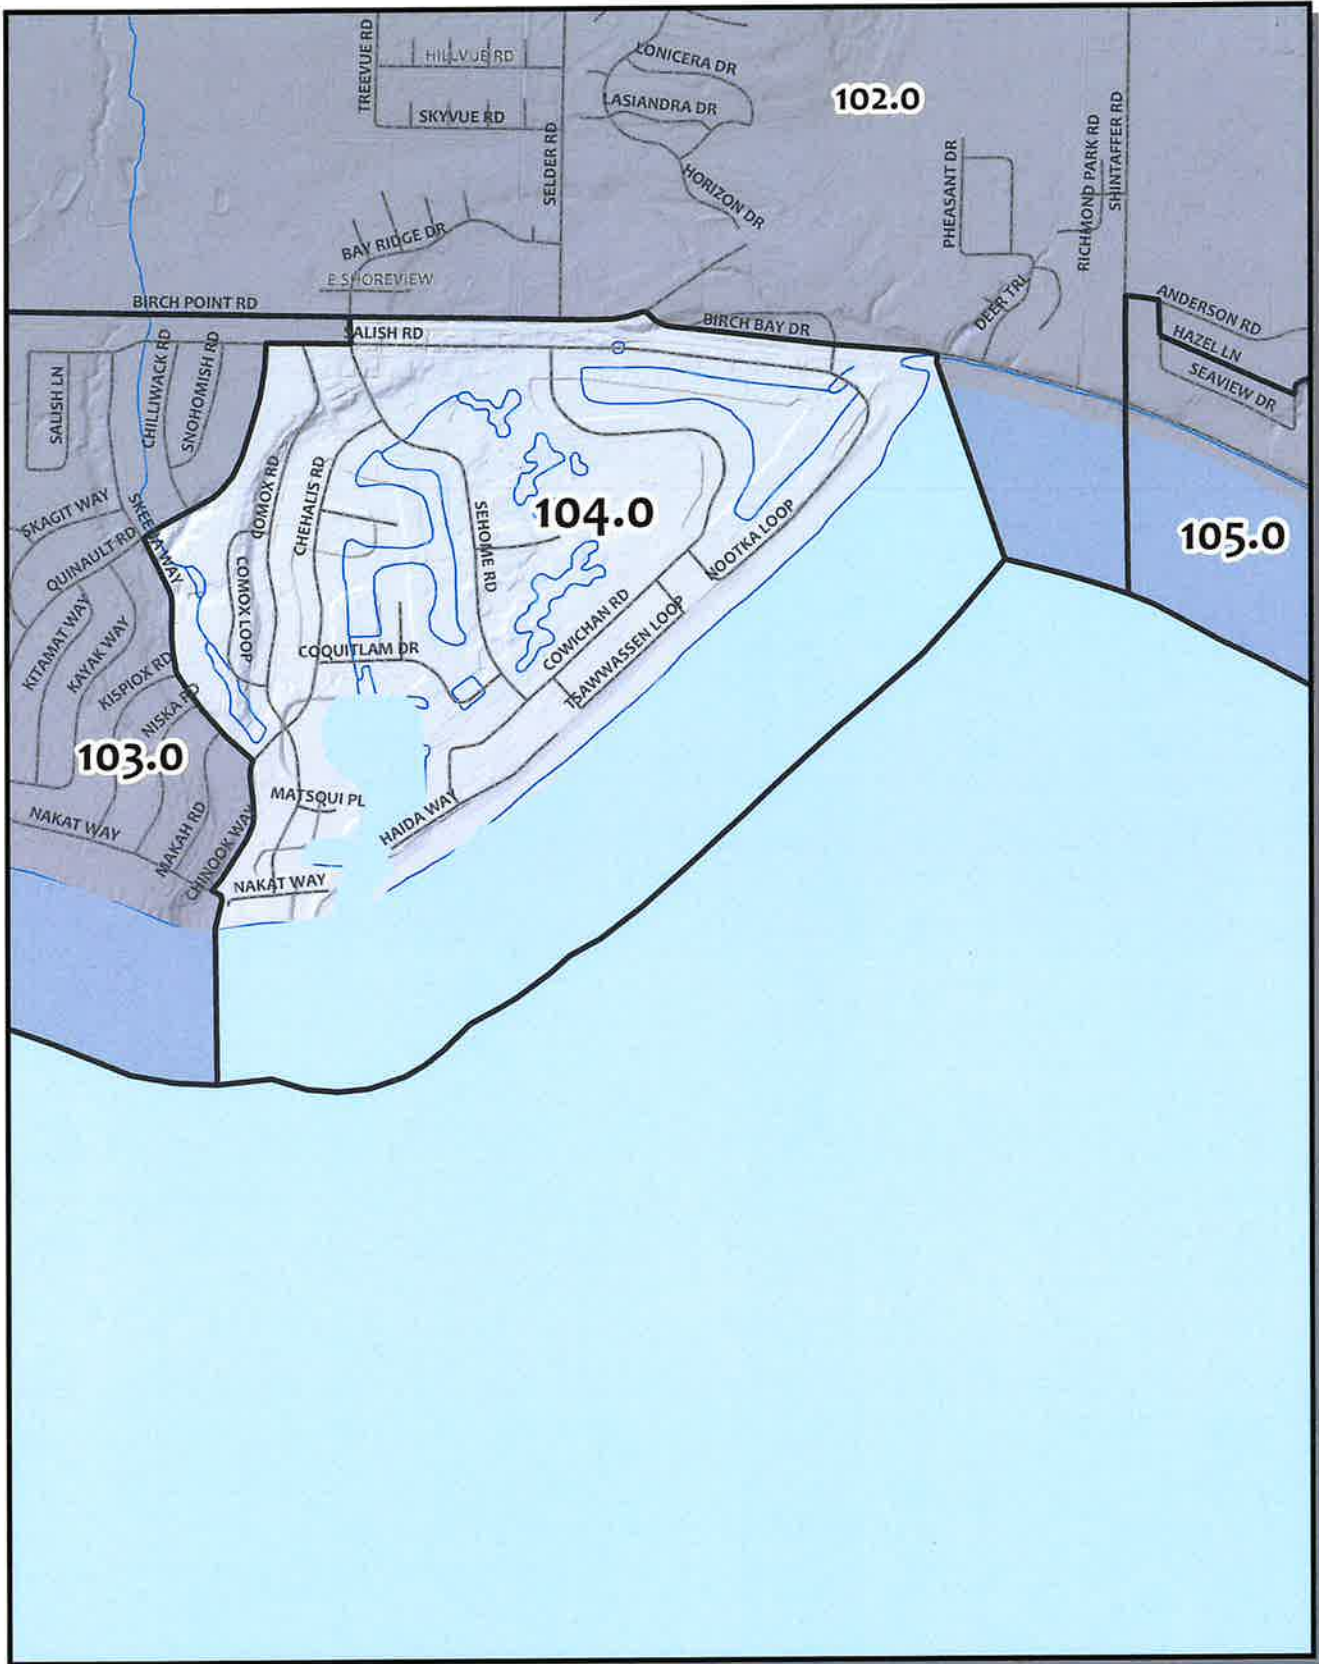 TREEVUE RD
HILLVUE RD
SKYVUE RD
SELDER RD
LONICERA DR
LASIANDRA DR
HORIZON DR
102.0
PHEASANT DR
RICHMOND PARK RD
SHINTAFFER RD
BAY RIDGE DR
E SHOREVIEW
DEER TRL
BIRCH POINT RD
SALISH RD
BIRCH BAY DR
ANDERSON RD
HAZEL LN
SEAVIEW DR
SALISH LN
CHILLIWACK RD
SNOHOMISH RD
SKAGIT WAY
QUINAULT RD
SKEENA WAY
COMOX RD
CHEHALIS RD
SEHOME RD
104.0
NOOTKA LOOP
105.0
COMOX LOOP
KITAMAT WAY
KAYAK WAY
KISPIOX RD
NISKA RD
COQUITLAM DR
COWICHAN RD
TSAWWASSEN LOOP
103.0
MATSQUI PL
HAIDA WAY
NAKAT WAY
MAKAH RD
CHINOOK WAY
NAKAT WAY